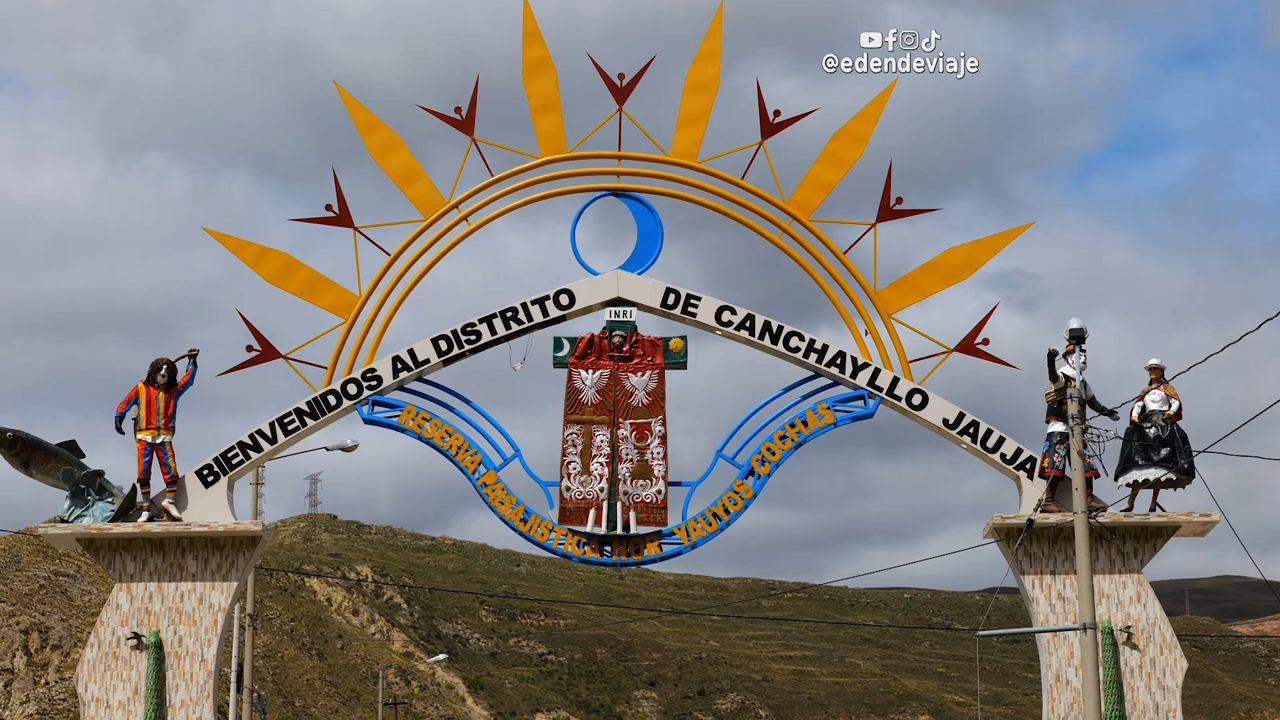 @edendeviaje
BIENVENIDOS AL DISTRITO DE CANCHAYLLO JAUJA
INRI
RESERVA PAISAJISTICA NOR YAUYOS-COCHAS